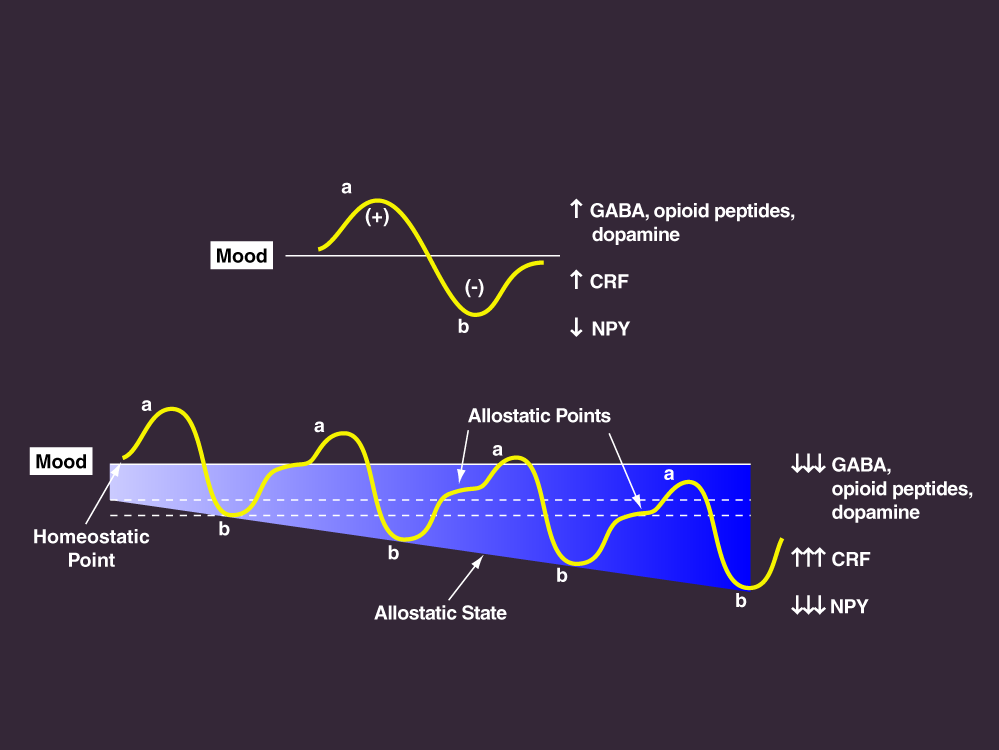 a
(+)
↑ GABA, opioid peptides,
dopamine
Mood
(-)
↑ CRF
b
↓ NPY
a
Allostatic Points
a
a
Mood
a
↓↓↓ GABA,
opioid peptides,
dopamine
b
Homeostatic
Point
b
↑↑↑ CRF
b
b
↓↓↓ NPY
Allostatic State